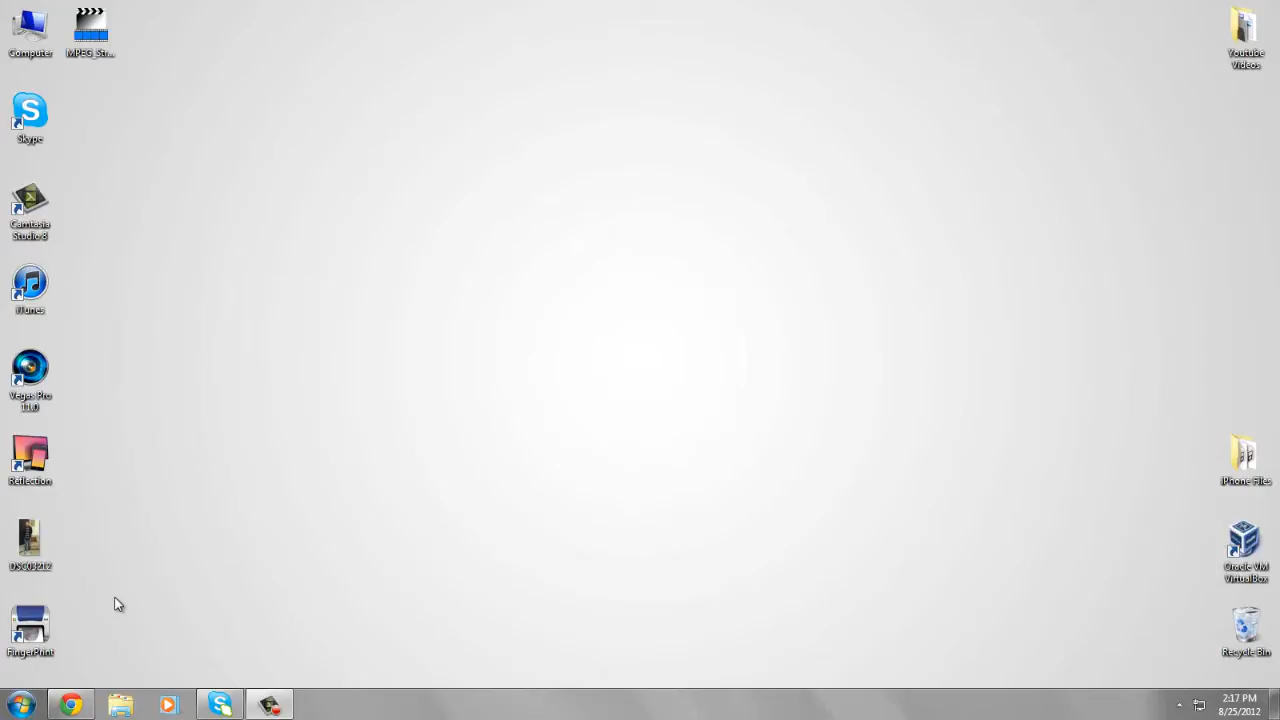 Computer
MPEG_Str...
Skype
Camtasia
Studio 8
iTunes
Vegas Pro
11.0
Reflection
DSC03212
FingerPrint
Youtube
Videos
iPhone Files
Oracle VM
VirtualBox
Recycle Bin
2:17 PM
8/25/2012